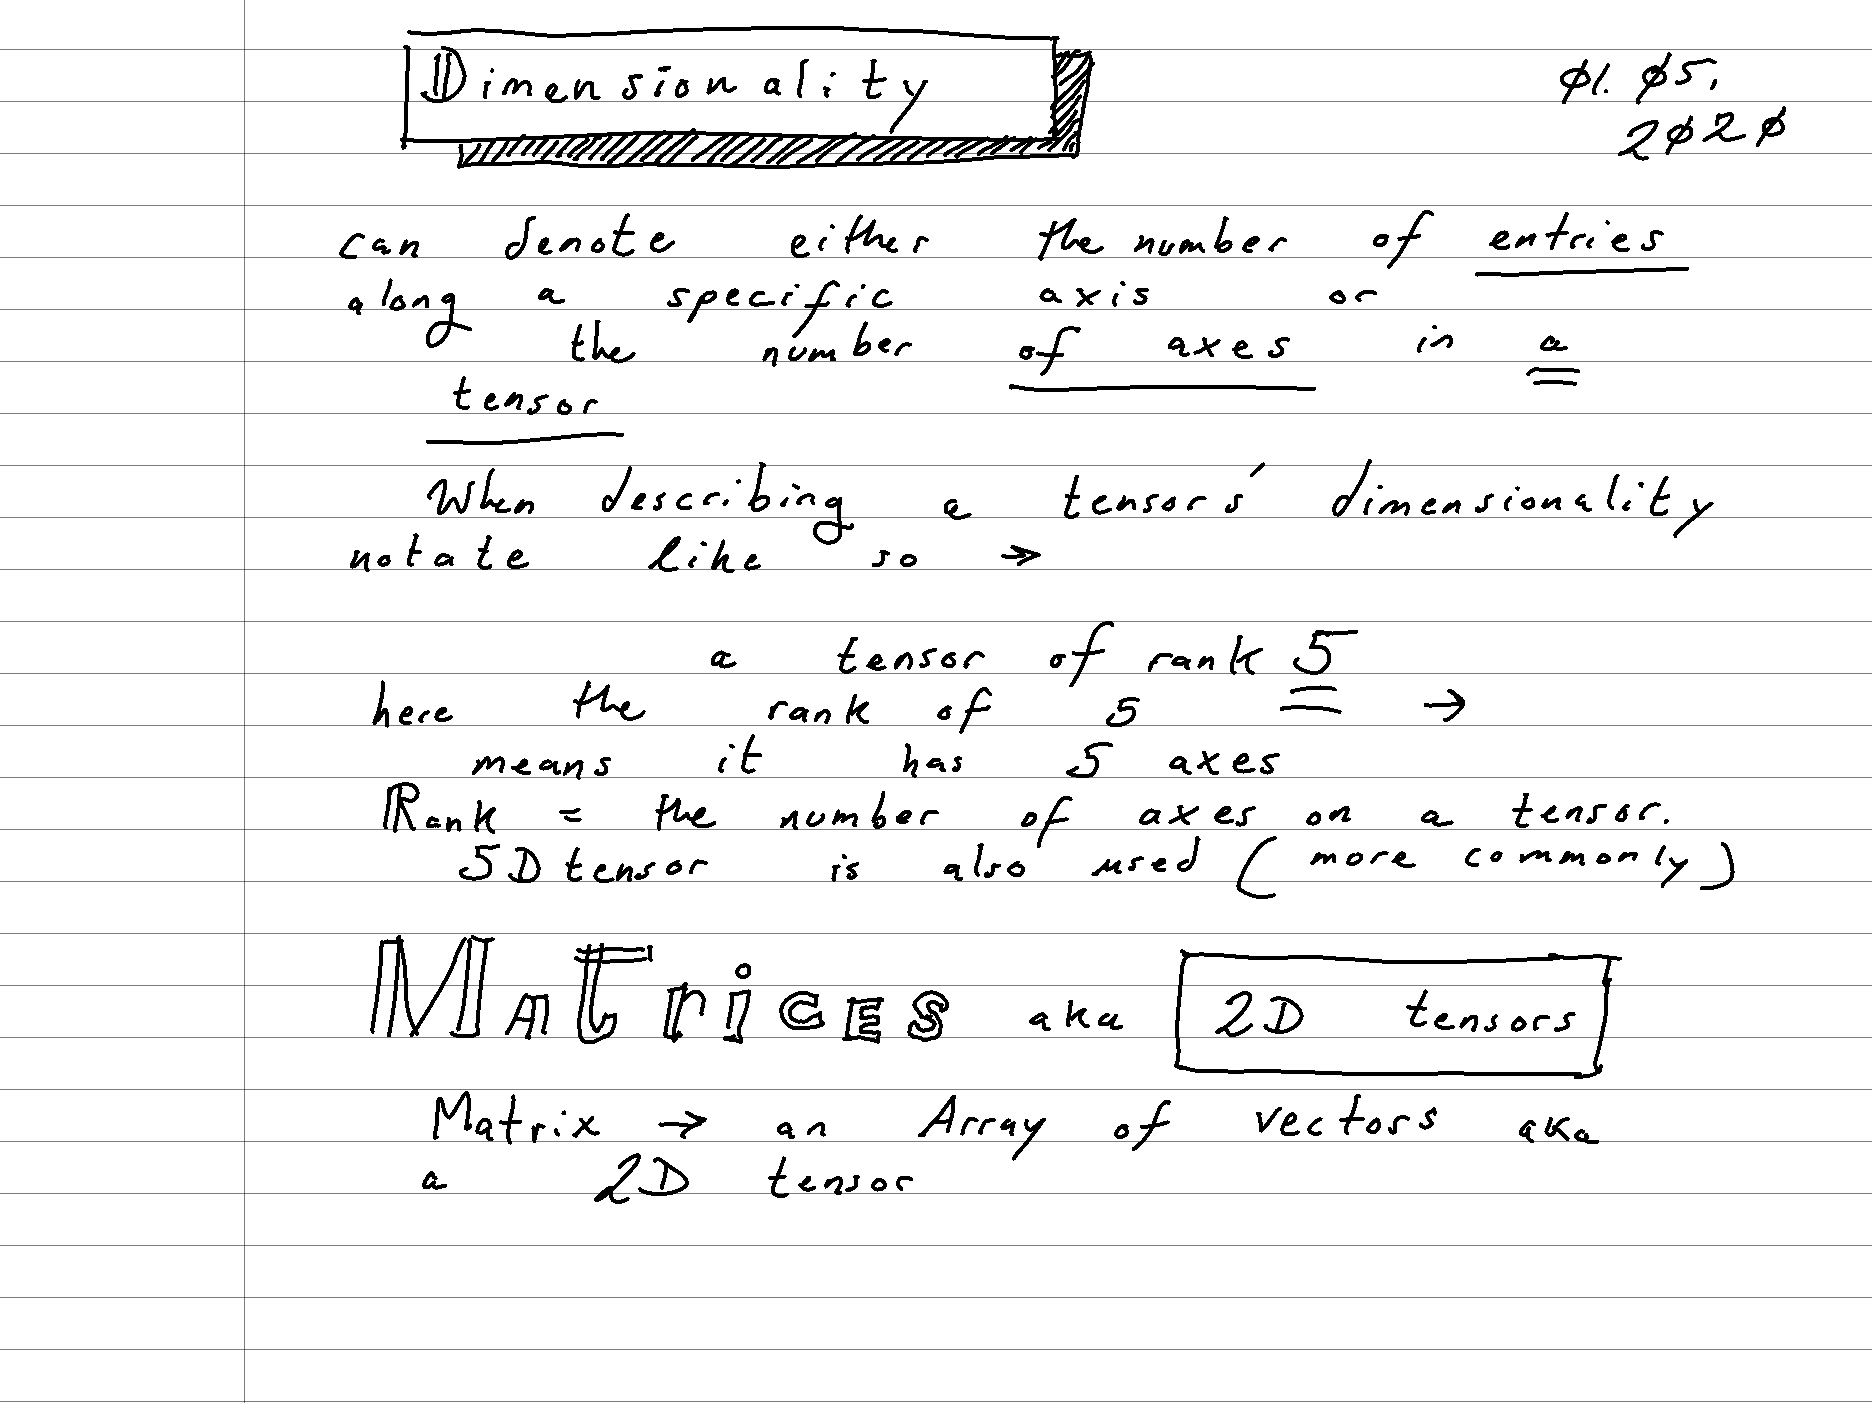 Dimensionality
01. 05.
2020
can denote either the number of entries
along a specific axis or
the number of axes in a
tensor
When describing a tensors' dimensionality
notate like so ->>
a tensor of rank 5
here the rank of 5 →
means it has 5 axes
Rank = the number of axes on a tensor.
5D tensor is also used (more commonly)
MATrICES aka 2D tensors
Matrix → an Array of vectors aka
a 2D tensor